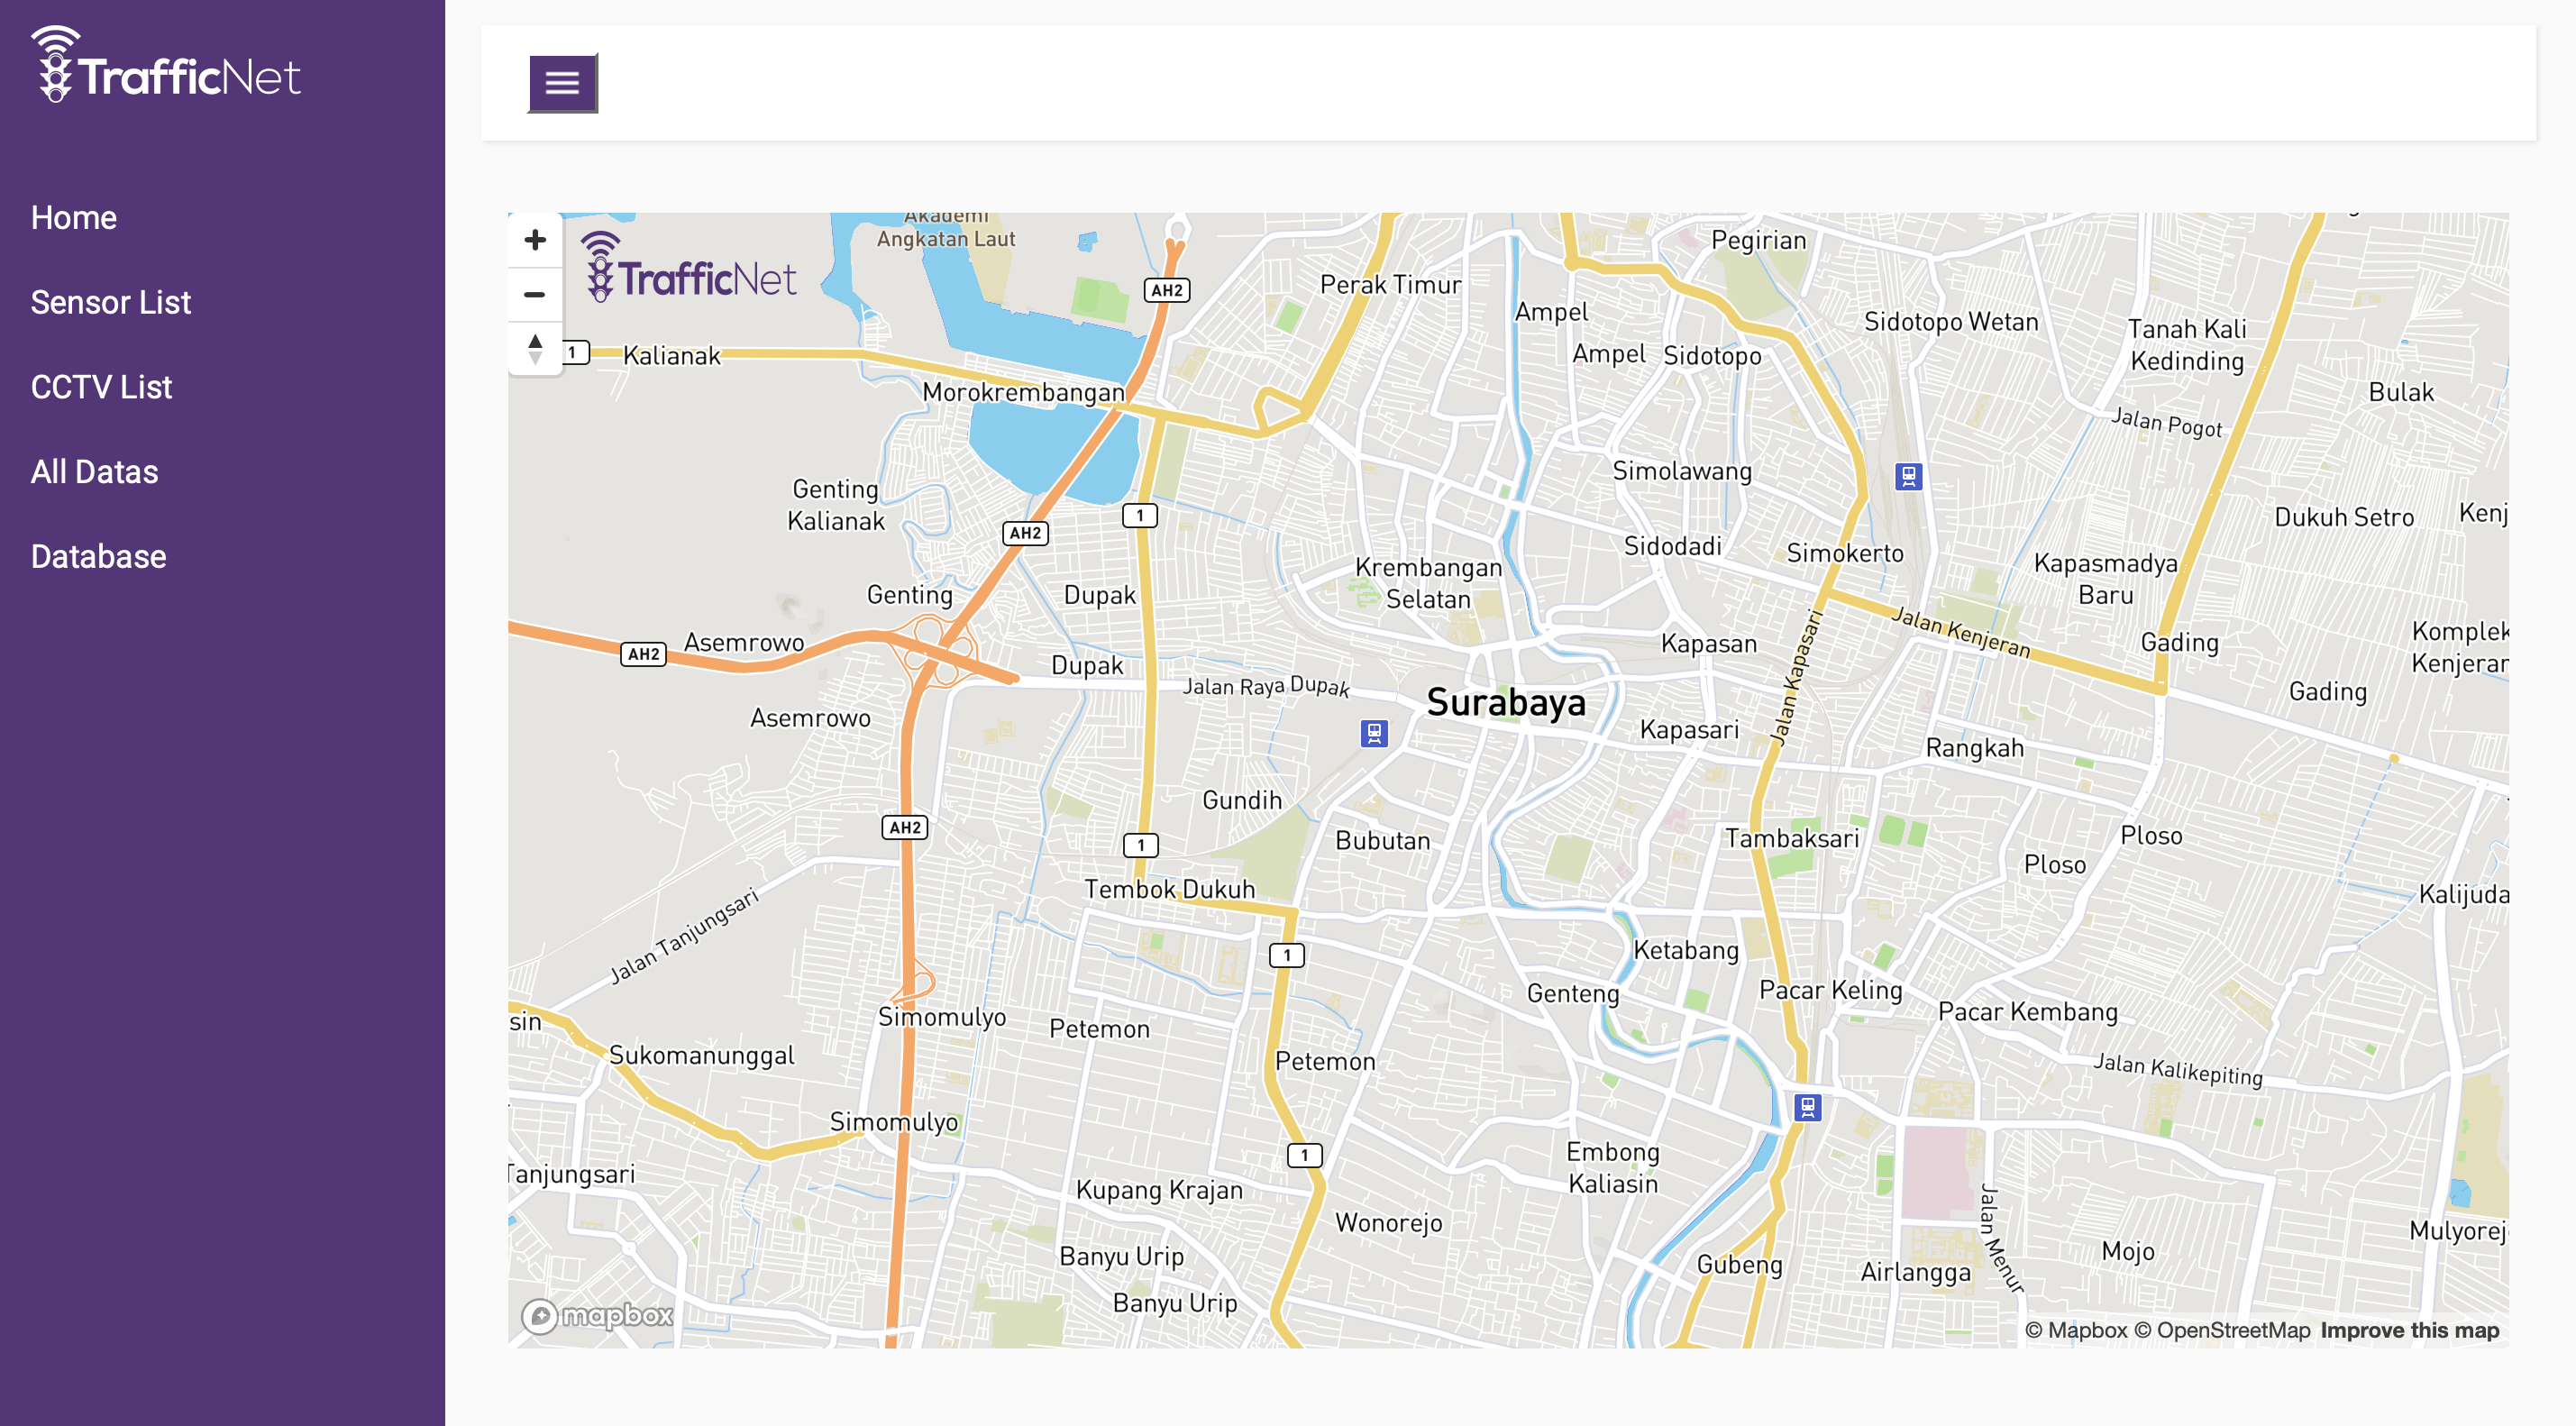 TrafficNet
Home
Sensor List
CCTV List
All Datas
Database
TrafficNet
Akademi
Angkatan Laut
AH2
Perak Timur
Pegirian
Ampel
Ampel
Sidotopo
Sidotopo Wetan
Tanah Kali
Kedinding
Bulak
1
Kalianak
Morokrembangan
Jalan Pogot
Simolawang
Genting
Kalianak
AH2
1
Dukuh Setro
Kenj
Sidodadi
Simokerto
Krembangan
Selatan
Kapasmadya
Baru
Genting
Dupak
Jalan Kenjeran
Komplek
Kenjeran
Asemrowo
AH2
Kapasan
Gading
Dupak
Jalan Raya Dupak
Jalan Kapasari
Gading
Surabaya
Asemrowo
Kapasari
Rangkah
Gundih
AH2
Bubutan
Tambaksari
Ploso
Ploso
1
Tembok Dukuh
Kalijuda
Jalan Tanjungsari
1
Ketabang
Genteng
Pacar Keling
Pacar Kembang
sin
Simomulyo
Petemon
Sukomanunggal
Petemon
Jalan Kalikepiting
Simomulyo
1
Embong
Kaliasin
Tanjungsari
Kupang Krajan
Wonorejo
Jalan Menur
Mulyorej
Banyu Urip
Gubeng
Airlangga
Mojo
Banyu Urip
mapbox
© Mapbox © OpenStreetMap Improve this map